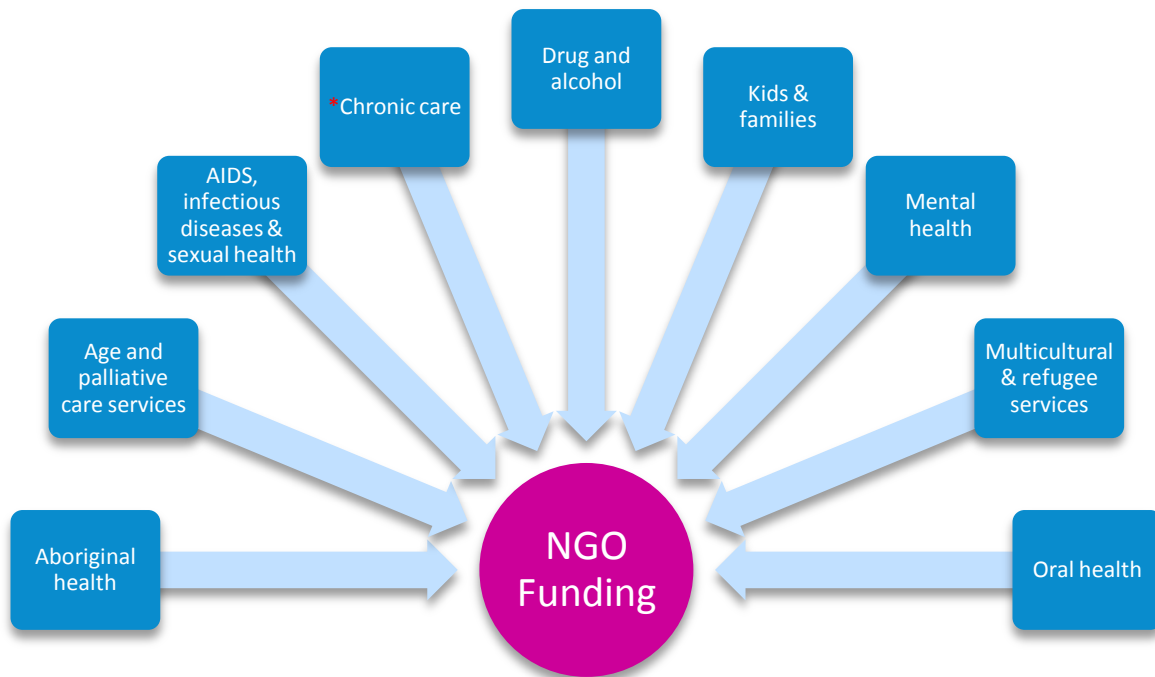 Drug and
alcohol
*Chronic care
Kids &
families
AIDS,
infectious
diseases &
sexual health
Mental
health
Age and
palliative
care services
Multicultural
& refugee
services
Aboriginal
health
NGO
Funding
Oral health